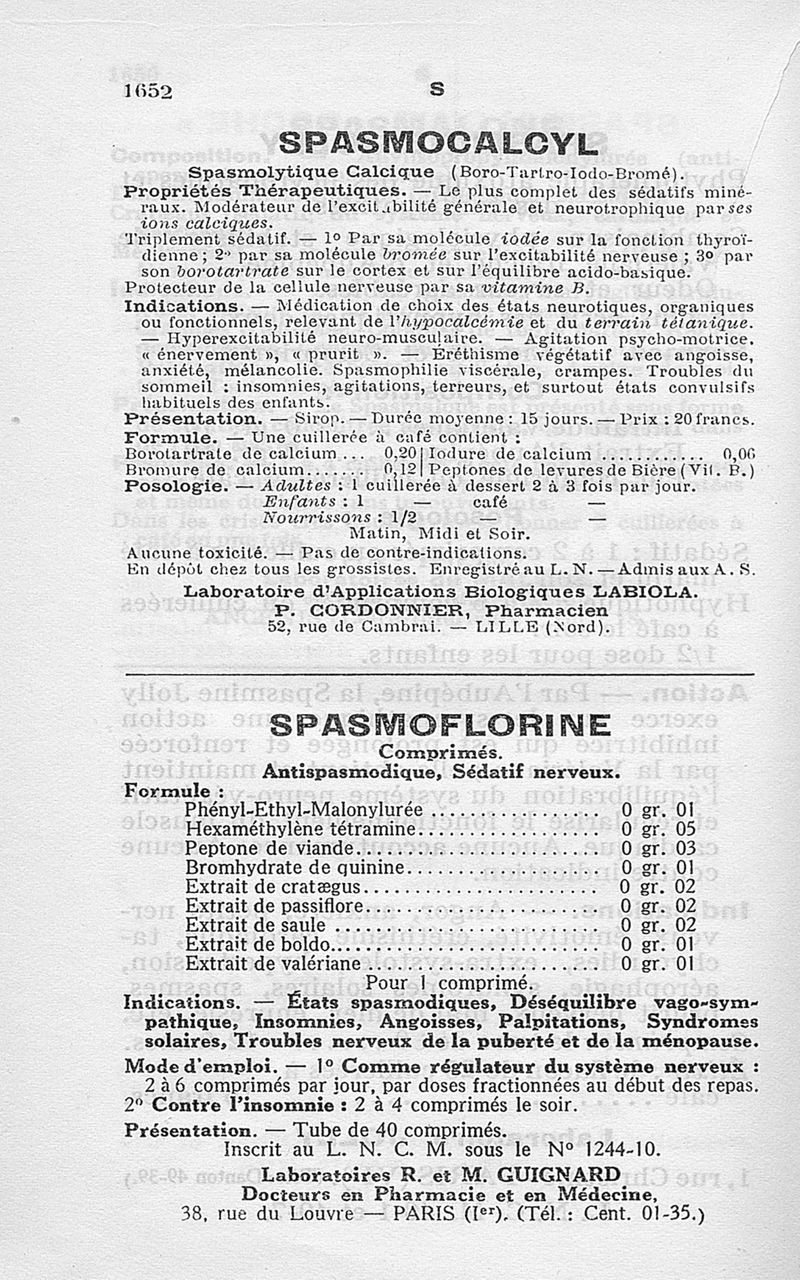 1652
S
SPASMOCALCYL
Spasmolytique Calcique (Boro-Tartro-Iodo-Bromé).
Propriétés Thérapeutiques. — Le plus complet des sédatifs miné-
raux. Modérateur de l'excitabilité générale et neurotrophique par ses
ions calciques.
Triplement sédatif. — 1° Par sa molécule iodée sur la fonction thyroï-
dienne ; 2° par sa molécule bromée sur l'excitabilité nerveuse ; 3° par
son borotartrate sur le cortex et sur l'équilibre acido-basique.
Protecteur de la cellule nerveuse par sa vitamine B.
Indications. — Médication de choix des états neurotiques, organiques
ou fonctionnels, relevant de l'hypocalcémie et du terrain tétanique.
— Hyperexcitabilité neuro-musculaire. — Agitation psycho-motrice.
« énervement », « prurit ». — Eréthisme végétatif avec angoisse,
anxiété, mélancolie. Spasmophilie viscérale, crampes. Troubles du
sommeil : insomnies, agitations, terreurs, et surtout états convulsifs
habituels des enfants.
Présentation. — Sirop. — Durée moyenne : 15 jours. — Prix : 20 francs.
Formule. — Une cuillerée à café contient :
Borotartrate de calcium ... 0,20 | Iodure de calcium ............ 0,06
Bromure de calcium........ 0,12 | Peptones de levures de Bière (Vit. B.)
Posologie. — Adultes : 1 cuillerée à dessert 2 à 3 fois par jour.
Enfants : 1 — café —
Nourrissons : 1/2 — —
Matin, Midi et Soir.
Aucune toxicité. — Pas de contre-indications.
En dépôt chez tous les grossistes. Enregistré au L. N. — Admis aux A. S.
Laboratoire d'Applications Biologiques LABIOLA.
P. CORDONNIER, Pharmacien
52, rue de Cambrai. — LILLE (Nord).
SPASMOFLORINE
Comprimés.
Antispasmodique, Sédatif nerveux.
Formule :
Phényl-Ethyl-Malonylurée .................. 0 gr. 01
Hexaméthylène tétramine................... 0 gr. 05
Peptone de viande......................... 0 gr. 03
Bromhydrate de quinine.................... 0 gr. 01
Extrait de cratægus........................ 0 gr. 02
Extrait de passiflore....................... 0 gr. 02
Extrait de saule ........................... 0 gr. 02
Extrait de boldo........................... 0 gr. 01
Extrait de valériane ....................... 0 gr. 01
Pour 1 comprimé.
Indications. — États spasmodiques, Déséquilibre vago-sym-
pathique, Insomnies, Angoisses, Palpitations, Syndromes
solaires, Troubles nerveux de la puberté et de la ménopause.
Mode d'emploi. — 1° Comme régulateur du système nerveux :
2 à 6 comprimés par jour, par doses fractionnées au début des repas.
2° Contre l'insomnie : 2 à 4 comprimés le soir.
Présentation. — Tube de 40 comprimés.
Inscrit au L. N. C. M. sous le N° 1244-10.
Laboratoires R. et M. GUIGNARD
Docteurs en Pharmacie et en Médecine,
38, rue du Louvre — PARIS (Ier). (Tél. : Cent. 01-35.)